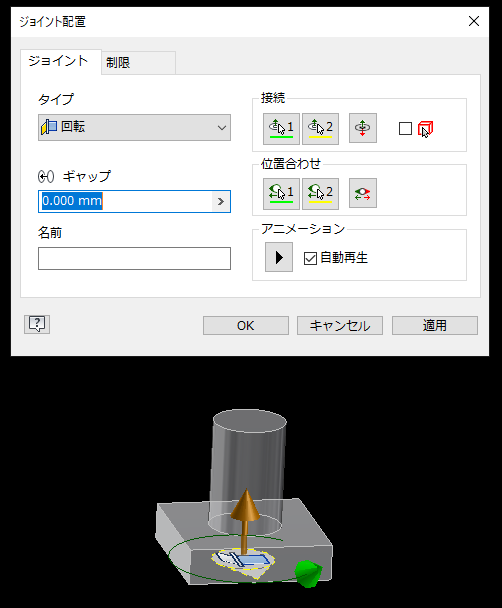 ジョイント配置
ジョイント 制限
タイプ
回転
ギャップ
0.000 mm
名前
接続
1 2
位置合わせ
1 2
アニメーション
自動再生
OK キャンセル 適用